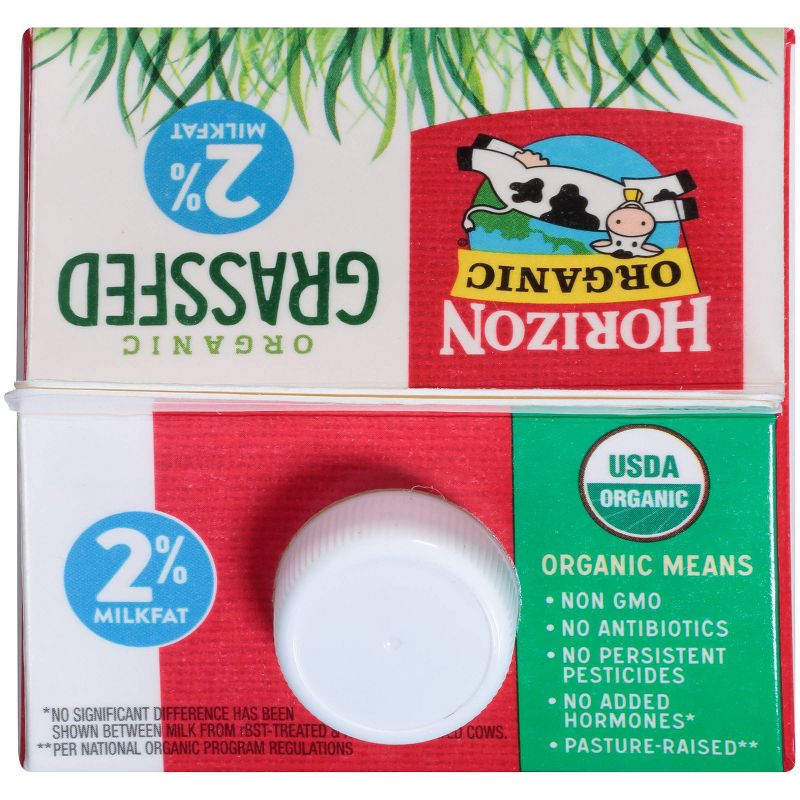 2%
MILKFAT
ORGANIC
GRASSFED
HORIZON
ORGANIC
®
2%
MILKFAT
*NO SIGNIFICANT DIFFERENCE HAS BEEN
SHOWN BETWEEN MILK FROM rBST-TREATED & COWS.
**PER NATIONAL ORGANIC PROGRAM REGULATIONS
USDA
ORGANIC
ORGANIC MEANS
• NON GMO
• NO ANTIBIOTICS
• NO PERSISTENT
PESTICIDES
• NO ADDED
HORMONES*
• PASTURE-RAISED**